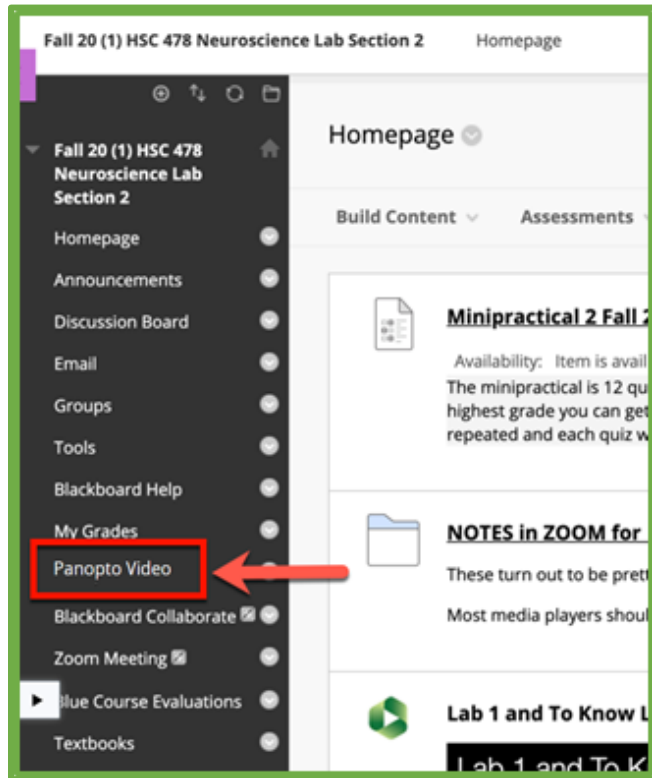 Fall 20 (1) HSC 478 Neuroscience Lab Section 2 Homepage
Fall 20 (1) HSC 478
Neuroscience Lab
Section 2
Homepage
Announcements
Discussion Board
Email
Groups
Tools
Blackboard Help
My Grades
Panopto Video
Blackboard Collaborate
Zoom Meeting
Blue Course Evaluations
Textbooks
Homepage
Build Content Assessments
Minipractical 2 Fall
Availability: Item is avail
The minipractical is 12 qu
highest grade you can get
repeated and each quiz w
NOTES in ZOOM for
These turn out to be pret
Most media players shoul
Lab 1 and To Know L
Lab 1 and To K